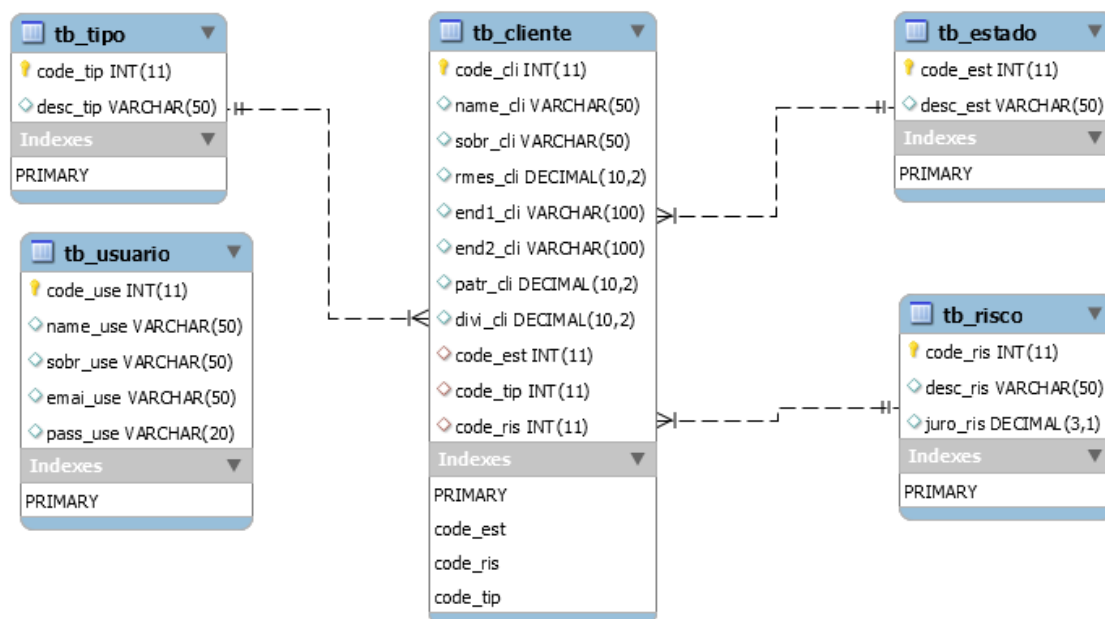 tb_tipo
code_tip INT(11)
desc_tip VARCHAR(50)
Indexes
PRIMARY
tb_usuario
code_use INT(11)
name_use VARCHAR(50)
sobr_use VARCHAR(50)
emai_use VARCHAR(50)
pass_use VARCHAR(20)
Indexes
PRIMARY
tb_cliente
code_cli INT(11)
name_cli VARCHAR(50)
sobr_cli VARCHAR(50)
rmes_cli DECIMAL(10,2)
end1_cli VARCHAR(100)
end2_cli VARCHAR(100)
patr_cli DECIMAL(10,2)
divi_cli DECIMAL(10,2)
code_est INT(11)
code_tip INT(11)
code_ris INT(11)
Indexes
PRIMARY
code_est
code_ris
code_tip
tb_estado
code_est INT(11)
desc_est VARCHAR(50)
Indexes
PRIMARY
tb_risco
code_ris INT(11)
desc_ris VARCHAR(50)
juro_ris DECIMAL(3,1)
Indexes
PRIMARY